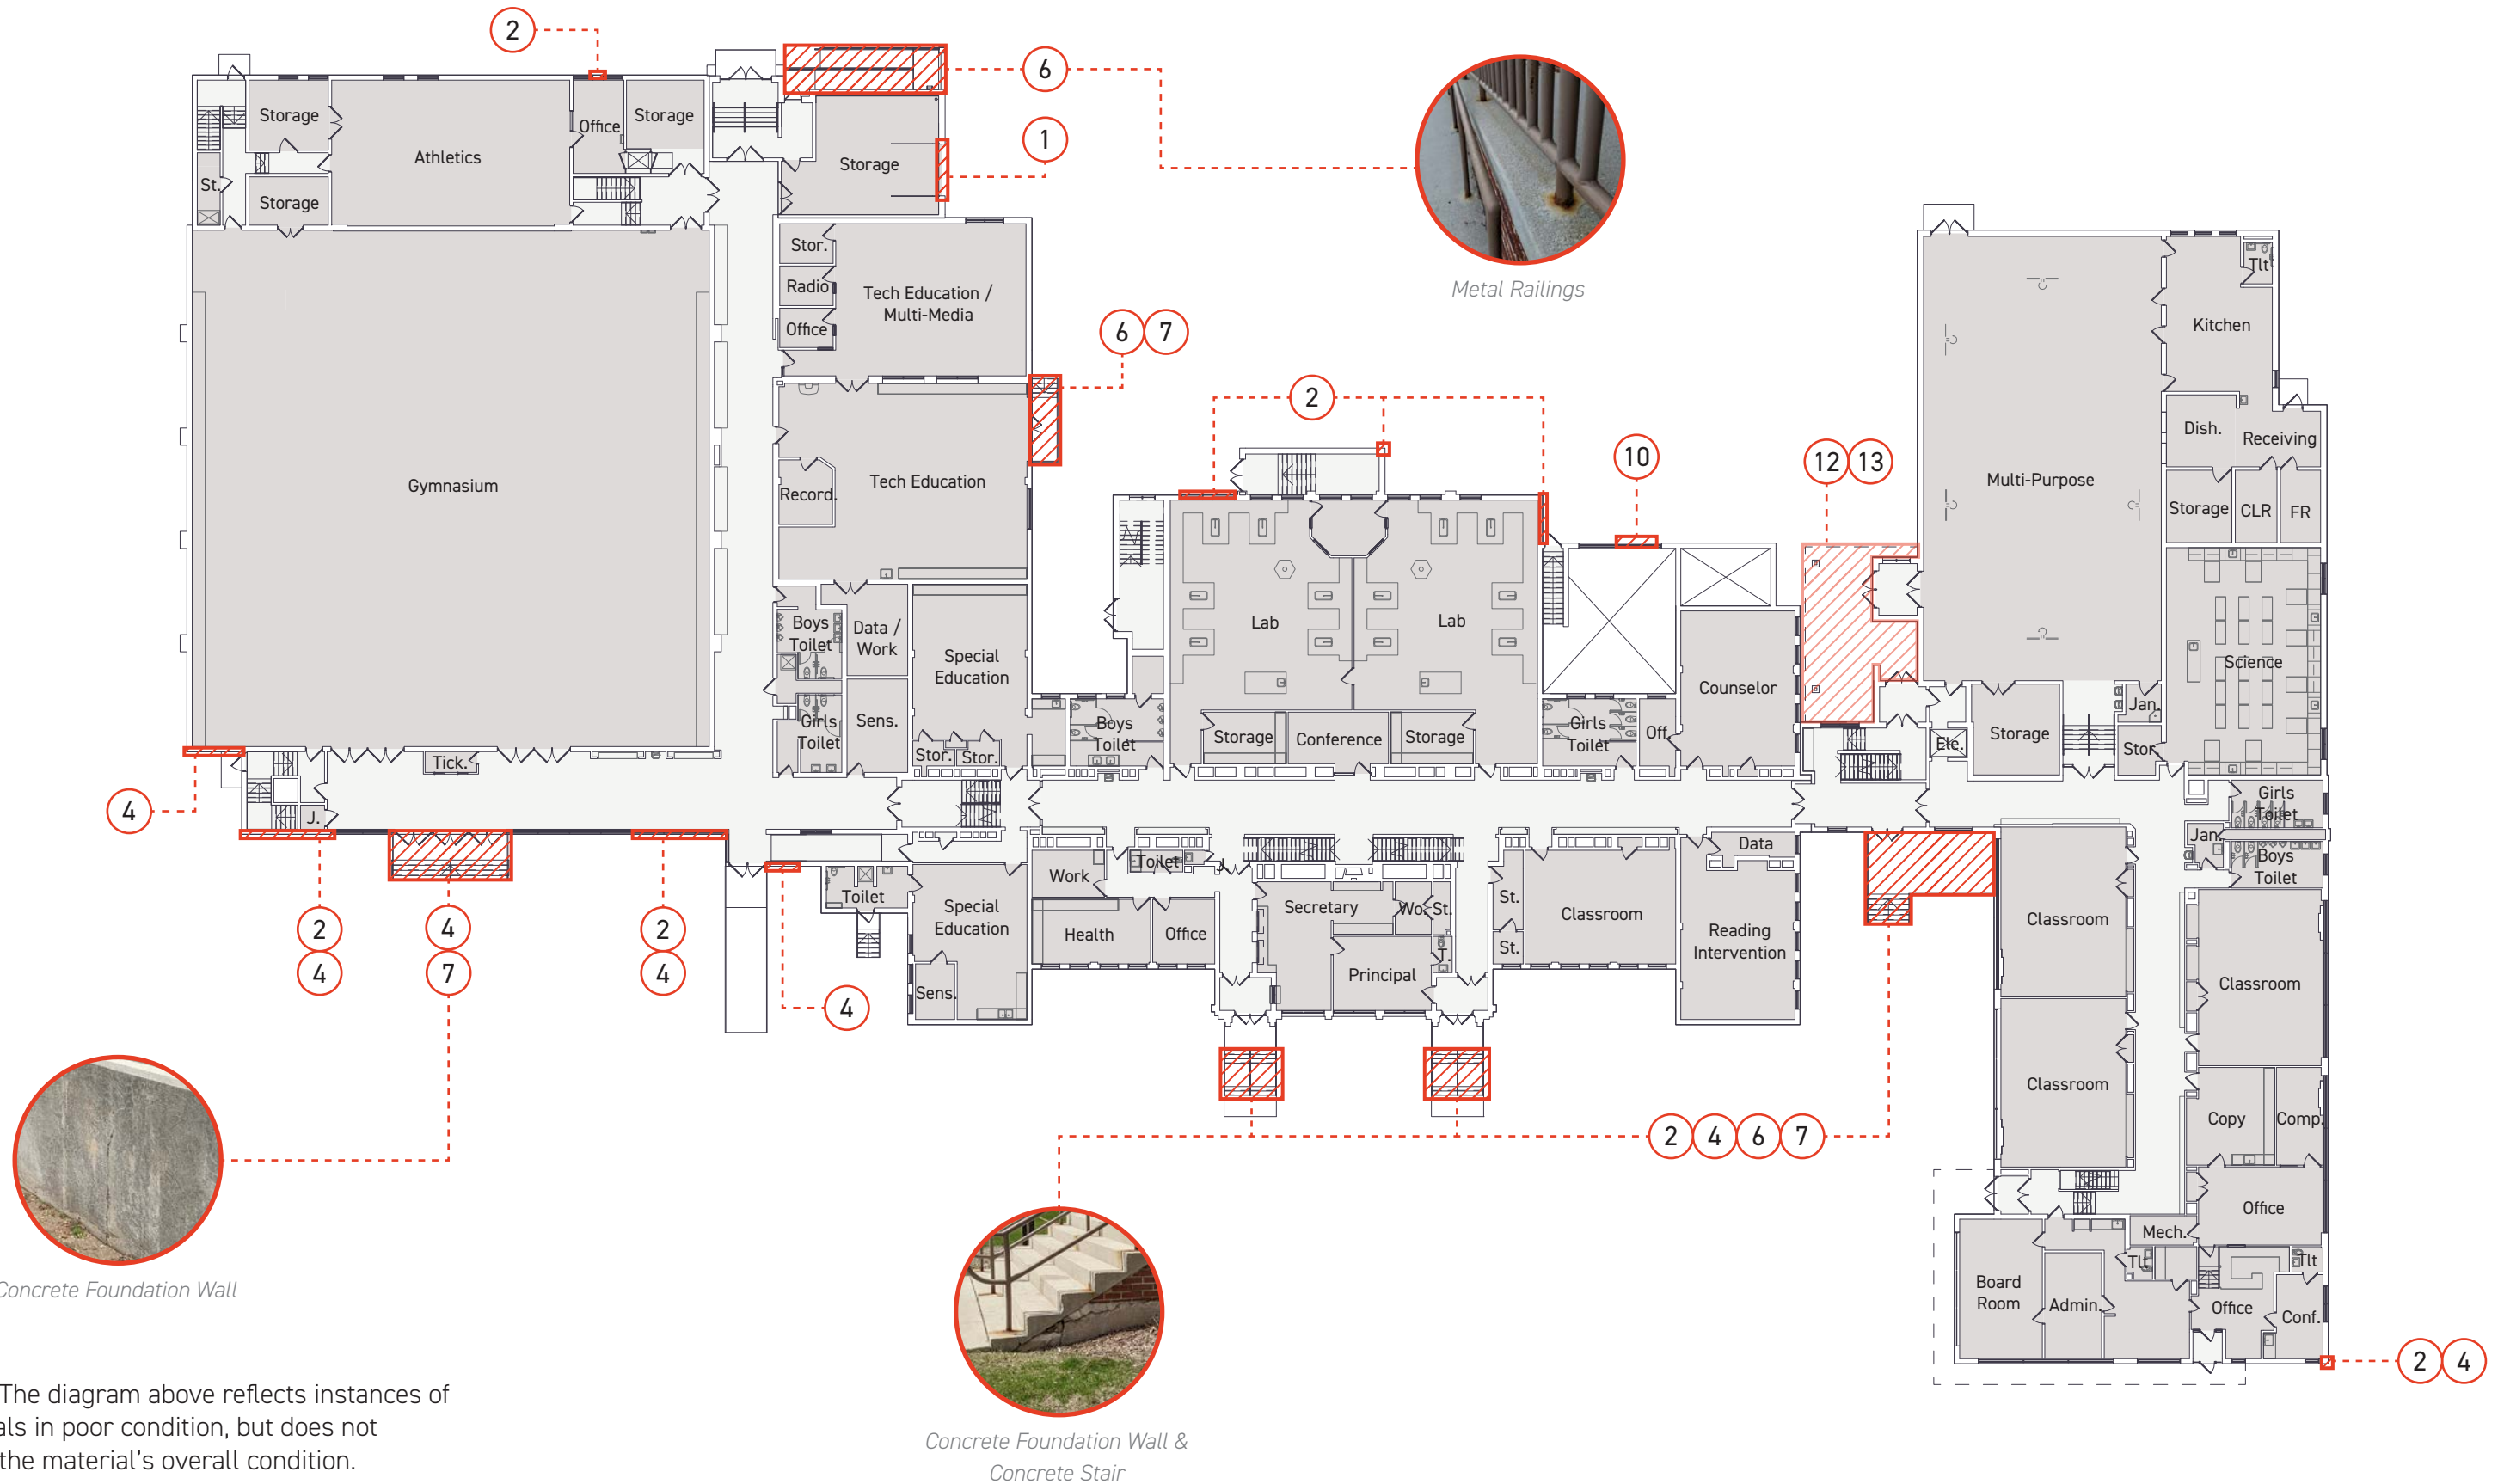 2
6
1
Storage
Athletics
Office
Storage
St.
Storage
Storage
Metal Railings
Stor.
Radio
Office
Tech Education /
Multi-Media
6 7
2
10
12 13
Tlt
Kitchen
Dish.
Receiving
Multi-Purpose
Storage
CLR
FR
Gymnasium
Record.
Tech Education
Boys
Toilet
Data /
Work
Special
Education
Lab
Lab
Counselor
Science
Girls
Toilet
Sens.
Stor.
Stor.
Boys
Toilet
Storage
Conference
Storage
Girls
Toilet
Off.
Ele.
Storage
Jan.
Stor.
Tick.
4
J.
Girls
Toilet
Jan.
Boys
Toilet
Work
Toilet
J.
Data
Toilet
Special
Education
Health
Office
Secretary
Wo.
St.
T.
Principal
St.
St.
Classroom
Reading
Intervention
Classroom
Classroom
Sens.
2
4
4
7
2
4
4
Classroom
Copy
Comp.
2 4 6 7
Office
Mech.
Tlt
Tlt
Board
Room
Admin.
Office
Conf.
2 4
Concrete Foundation Wall
Concrete Foundation Wall &
Concrete Stair
The diagram above reflects instances of
als in poor condition, but does not
the material's overall condition.